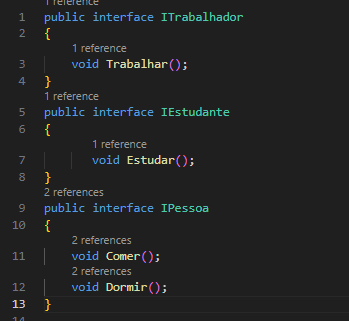 1 reference
1 public interface ITrabalhador
2 {
1 reference
3 void Trabalhar();
4 }
1 reference
5 public interface IEstudante
6 {
1 reference
7 void Estudar();
8 }
2 references
9 public interface IPessoa
10 {
2 references
11 void Comer();
2 references
12 void Dormir();
13 }
14